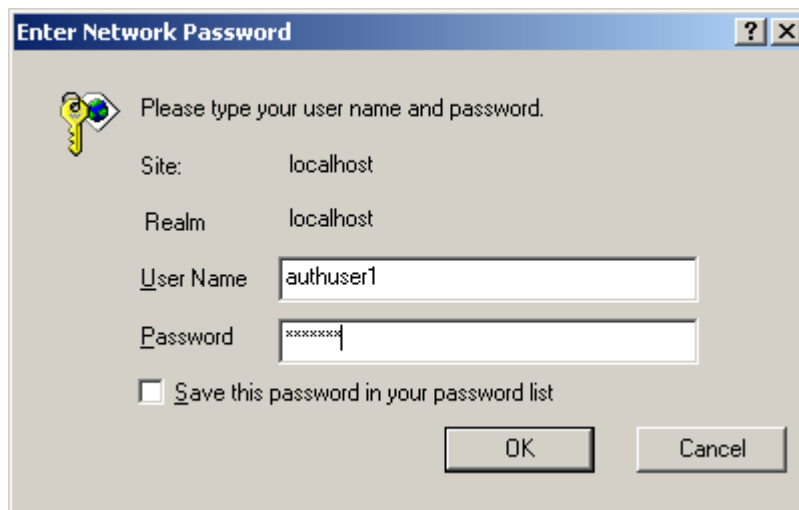 Enter Network Password
Please type your user name and password.
Site: localhost
Realm localhost
User Name authuser1
Password *******
Save this password in your password list
OK Cancel